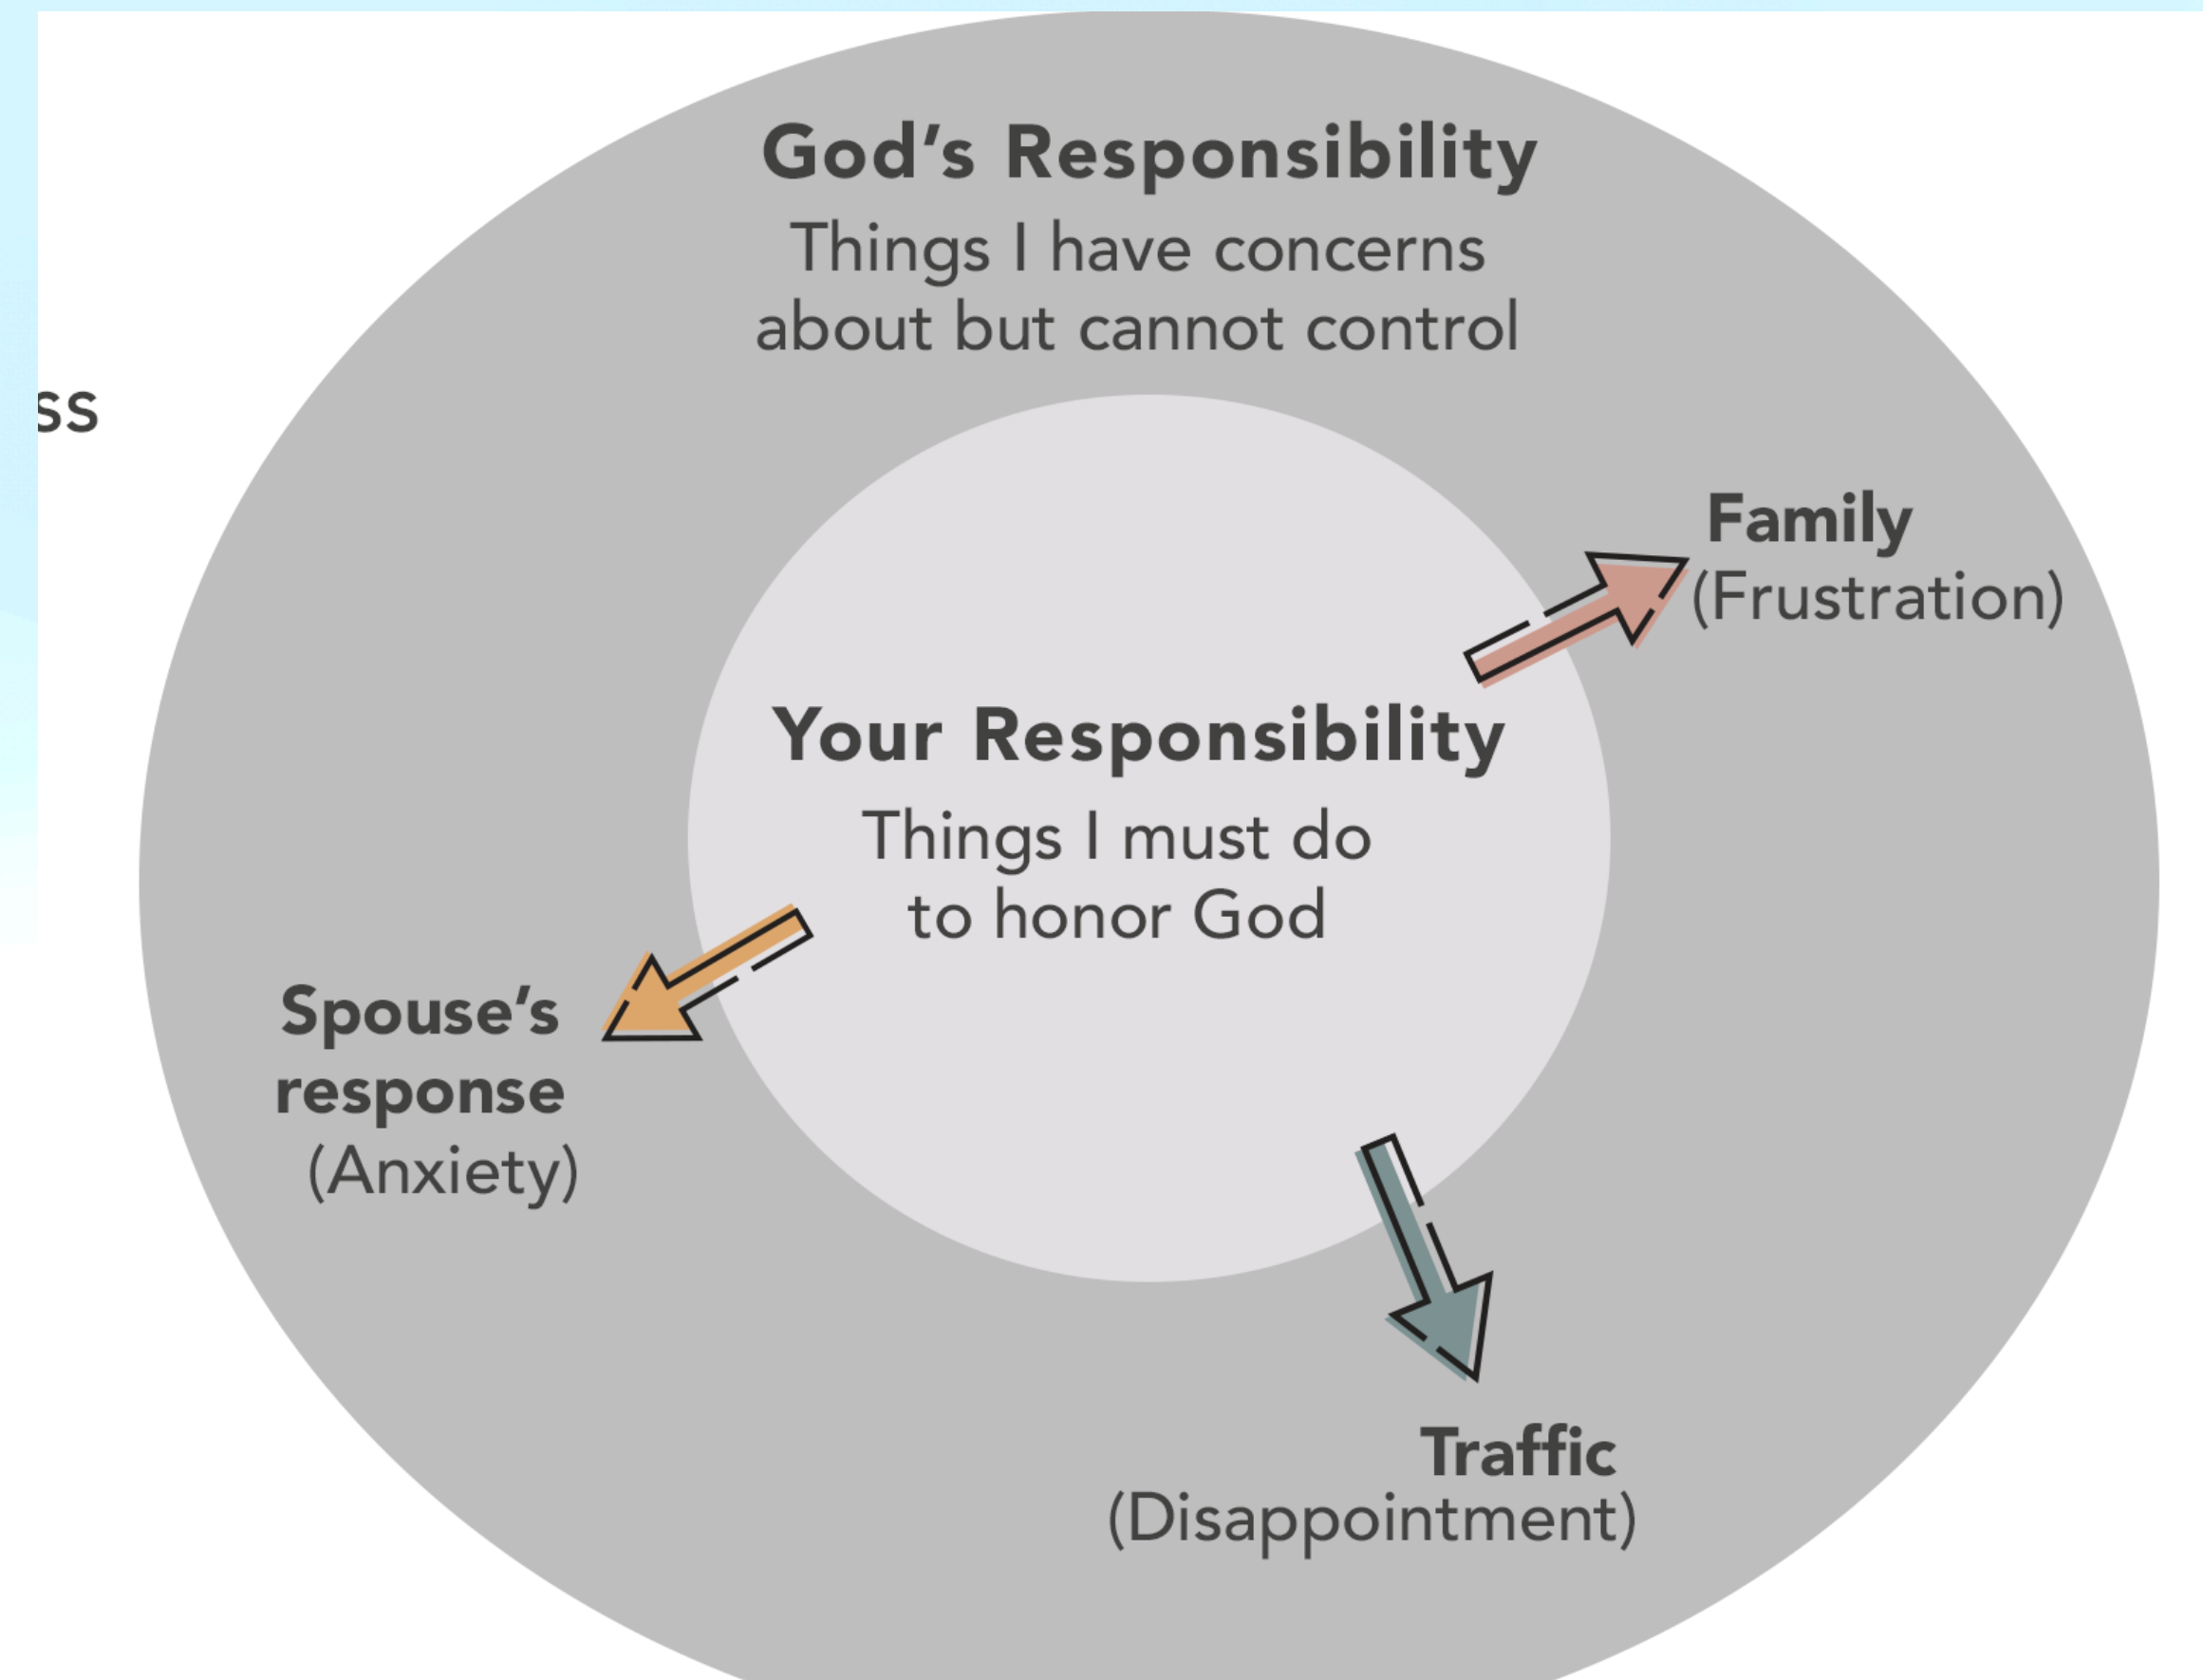 God's Responsibility
Things I have concerns
about but cannot control
ss
Family
(Frustration)
Your Responsibility
Things I must do
to honor God
Spouse's
response
(Anxiety)
Traffic
(Disappointment)